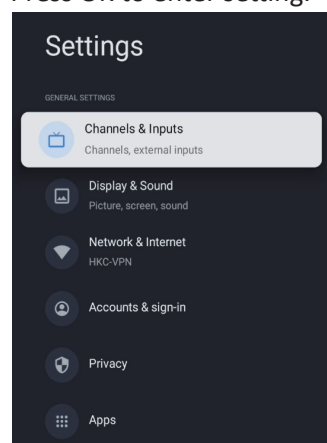 Press OK to enter setting.
Settings
GENERAL SETTINGS
Channels & Inputs
Channels, external inputs
Display & Sound
Picture, screen, sound
Network & Internet
HKC-VPN
Accounts & sign-in
Privacy
Apps